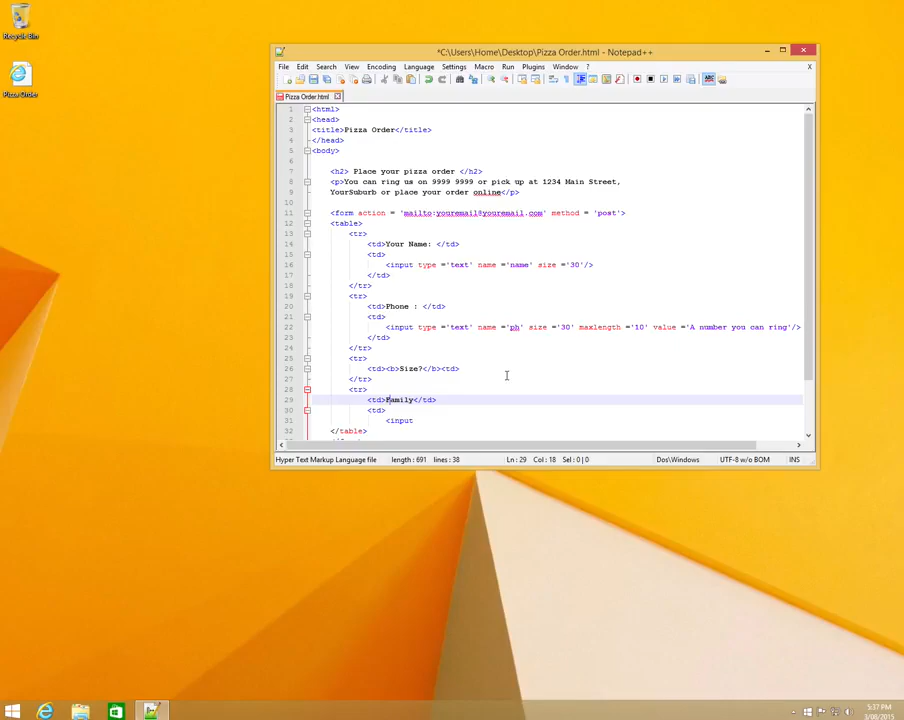 Recycle Bin
Pizza Order
*C:\Users\Home\Desktop\Pizza Order.html - Notepad++
File Edit Search View Encoding Language Settings Macro Run Plugins Window ? X
Pizza Order.html
1 <html>
2 <head>
3 <title>Pizza Order</title>
4 </head>
5 <body>
6
7 <h2> Place your pizza order </h2>
8 <p>You can ring us on 9999 9999 or pick up at 1234 Main Street,
9 YourSuburb or place your order online</p>
10
11 <form action = 'mailto:youremail@youremail.com' method = 'post'>
12 <table>
13 <tr>
14 <td>Your Name: </td>
15 <td>
16 <input type ='text' name ='name' size ='30'/>
17 </td>
18 </tr>
19 <tr>
20 <td>Phone : </td>
21 <td>
22 <input type ='text' name ='ph' size ='30' maxlength ='10' value ='A number you can ring'/>
23 </td>
24 </tr>
25 <tr>
26 <td><b>Size?</b><td>
27 </tr>
28 <tr>
29 <td>Family</td>
30 <td>
31 <input
32 </table>
Hyper Text Markup Language file length : 691 lines : 38 Ln : 29 Col : 18 Sel : 0 | 0 Dos\Windows UTF-8 w/o BOM INS
5:37 PM
3/08/2015